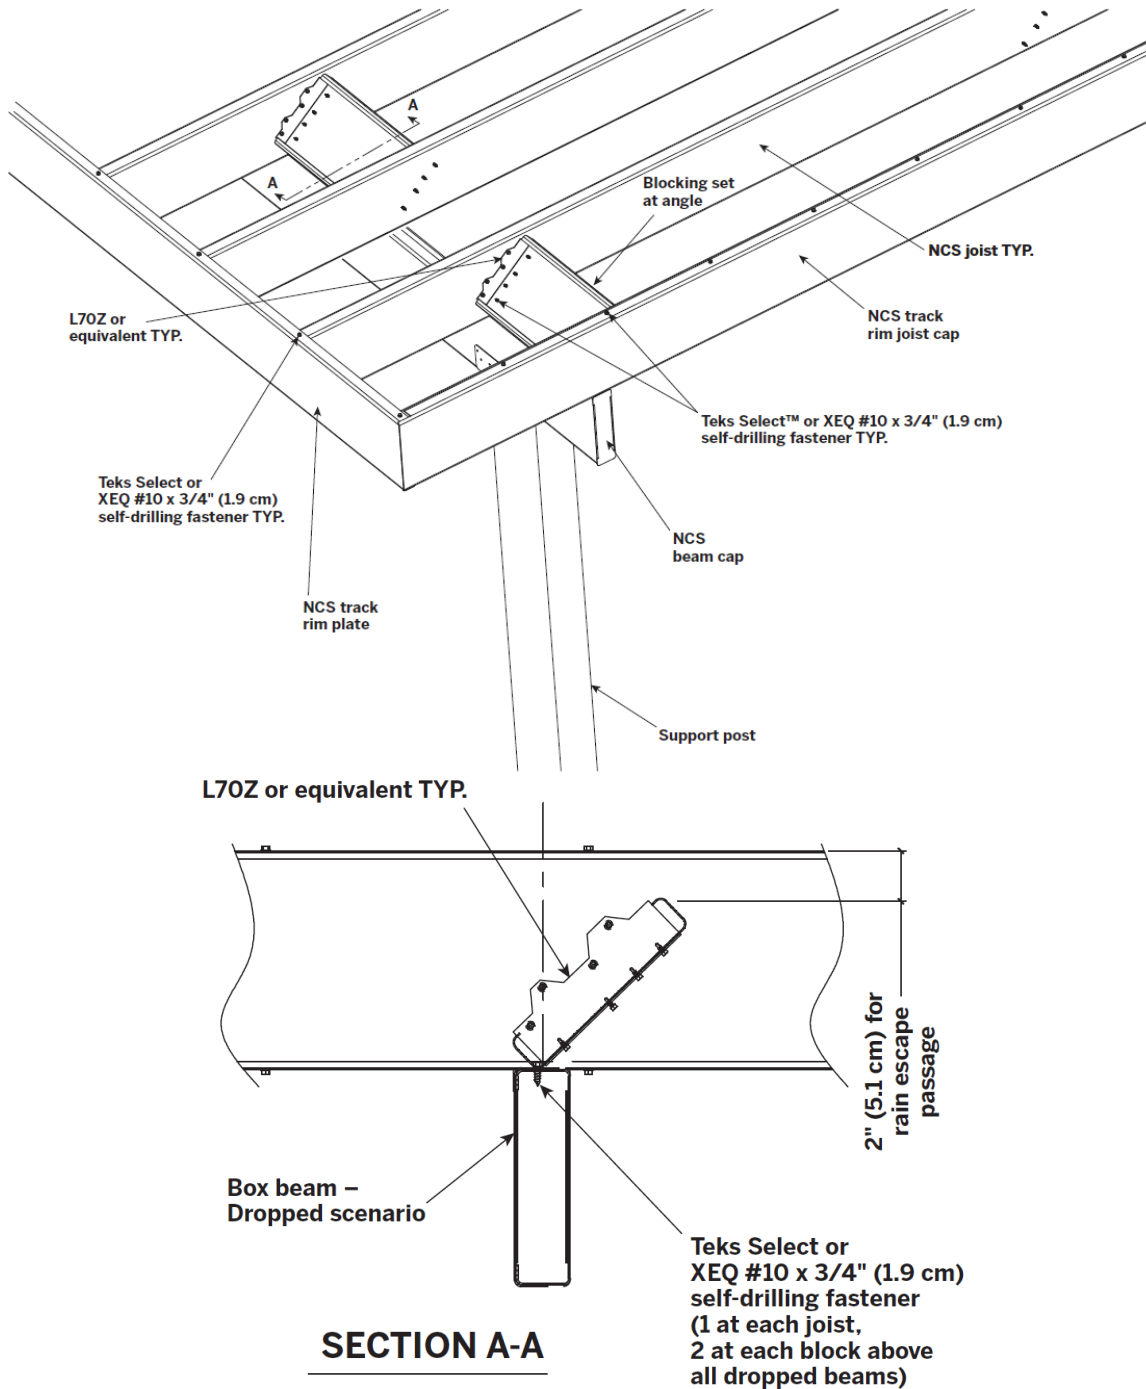 A
A
Blocking set
at angle
NCS joist TYP.
L70Z or
equivalent TYP.
NCS track
rim joist cap
Teks Select™ or XEQ #10 x 3/4" (1.9 cm)
self-drilling fastener TYP.
Teks Select or
XEQ #10 x 3/4" (1.9 cm)
self-drilling fastener TYP.
NCS
beam cap
NCS track
rim plate
Support post
L70Z or equivalent TYP.
2" (5.1 cm) for
rain escape
passage
Box beam –
Dropped scenario
Teks Select or
XEQ #10 x 3/4" (1.9 cm)
self-drilling fastener
(1 at each joist,
2 at each block above
all dropped beams)
SECTION A-A